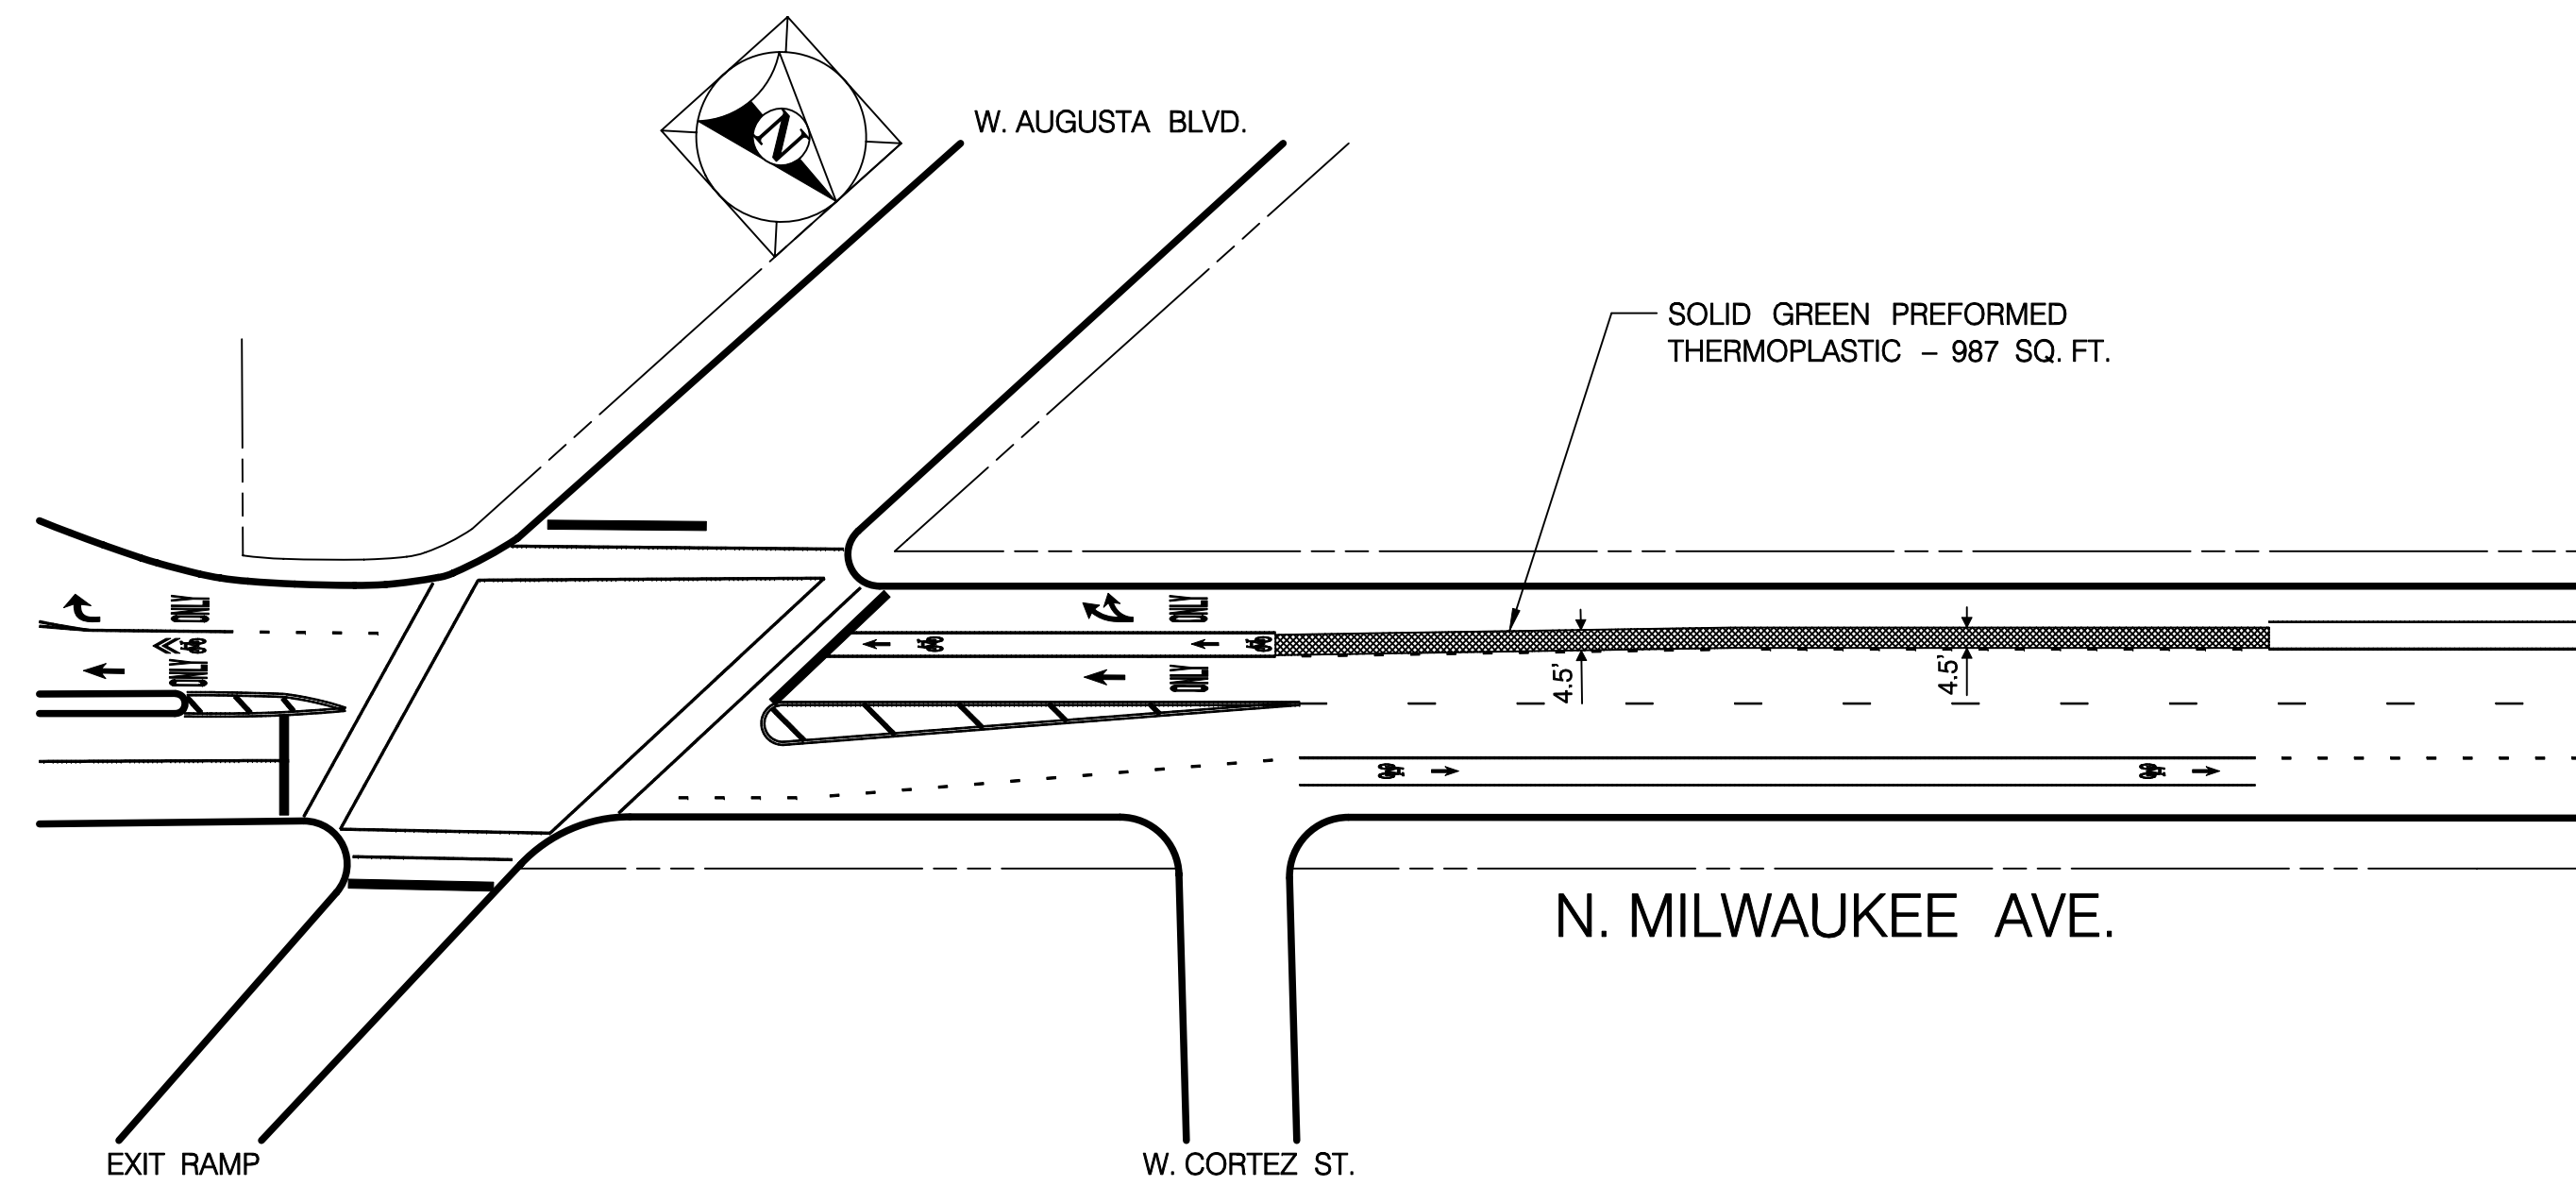 N
W. AUGUSTA BLVD.
SOLID GREEN PREFORMED
THERMOPLASTIC – 987 SQ. FT.
ONLY
ONLY
ONLY
ONLY
4.5'
4.5'
N. MILWAUKEE AVE.
EXIT RAMP
W. CORTEZ ST.